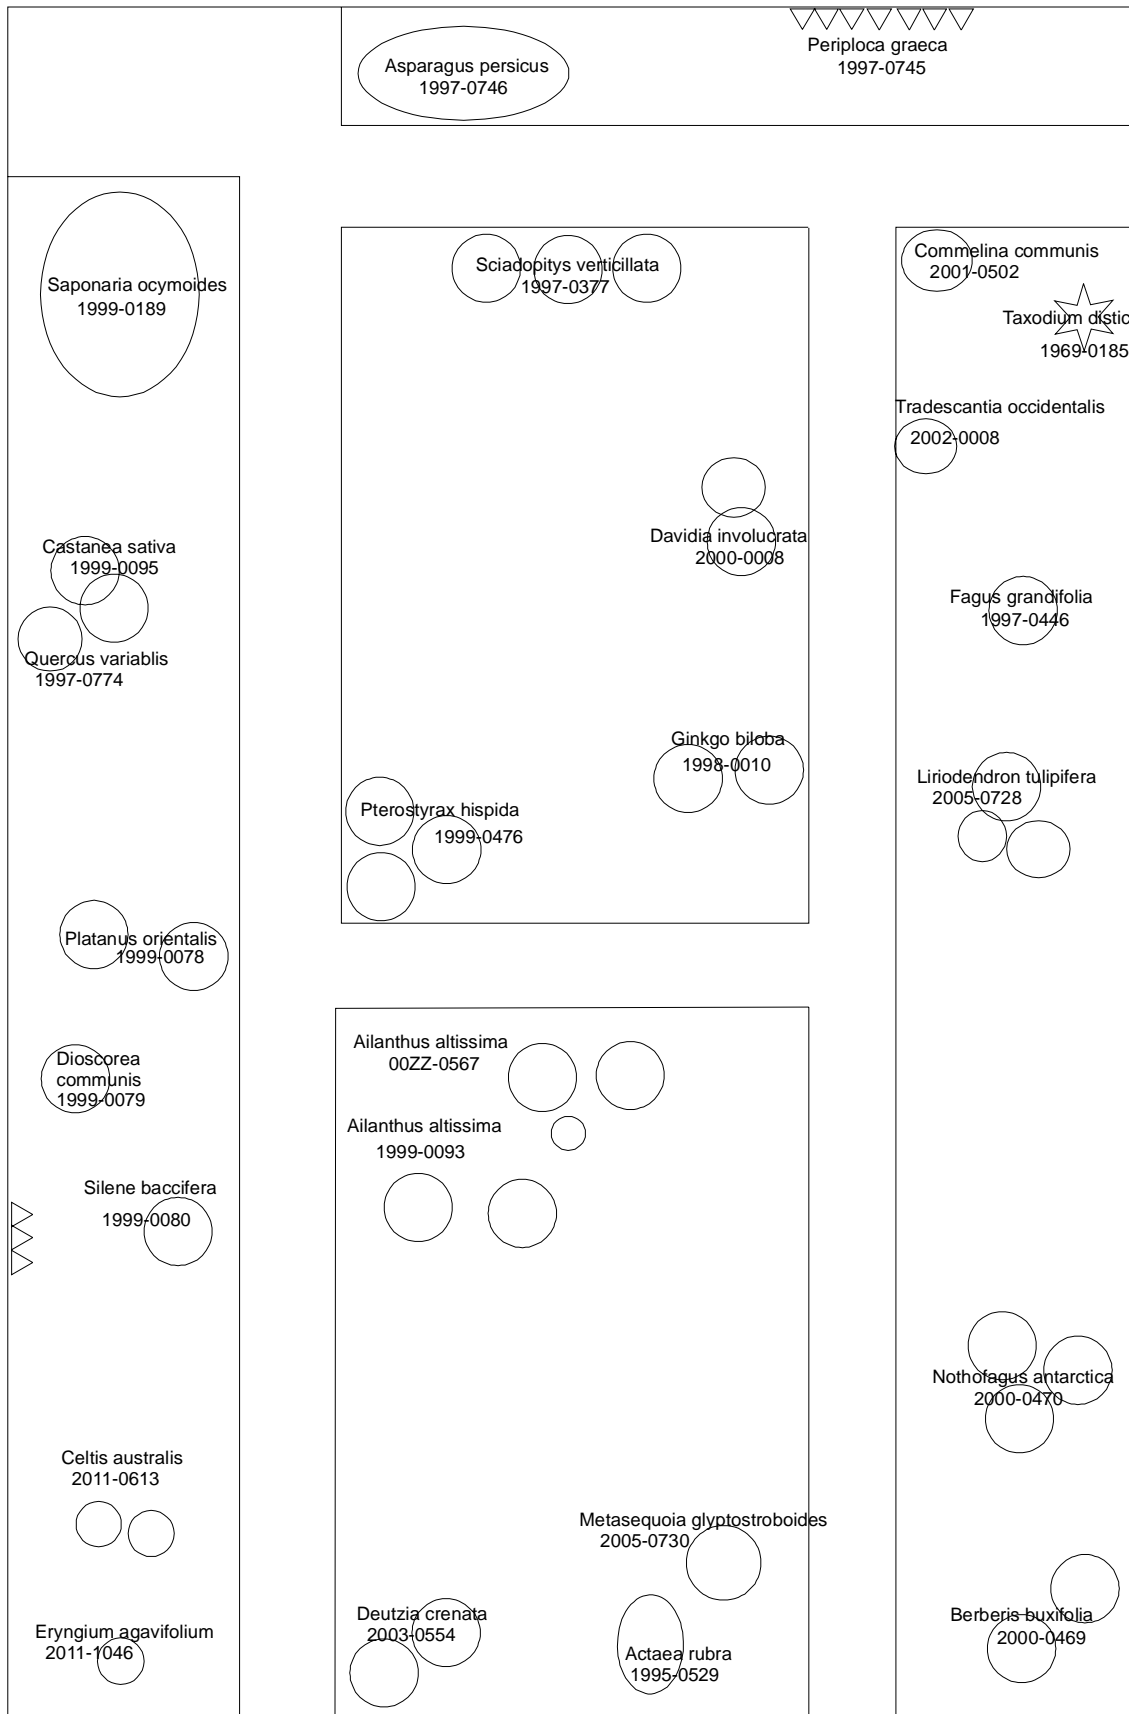 Asparagus persicus
1997-0746
Periploca graeca
1997-0745
Saponaria ocymoides
1999-0189
Castanea sativa
1999-0095
Quercus variablis
1997-0774
Platanus orientalis
1999-0078
Dioscorea
communis
1999-0079
Silene baccifera
1999-0080
Celtis australis
2011-0613
Eryngium agavifolium
2011-1046
Sciadopitys verticillata
1997-0377
Davidia involucrata
2000-0008
Ginkgo biloba
1998-0010
Pterostyrax hispida
1999-0476
Ailanthus altissima
00ZZ-0567
Ailanthus altissima
1999-0093
Metasequoia glyptostroboides
2005-0730
Deutzia crenata
2003-0554
Actaea rubra
1995-0529
Commelina communis
2001-0502
Taxodium distic
1969-0185
Tradescantia occidentalis
2002-0008
Fagus grandifolia
1997-0446
Liriodendron tulipifera
2005-0728
Nothofagus antarctica
2000-0470
Berberis buxifolia
2000-0469